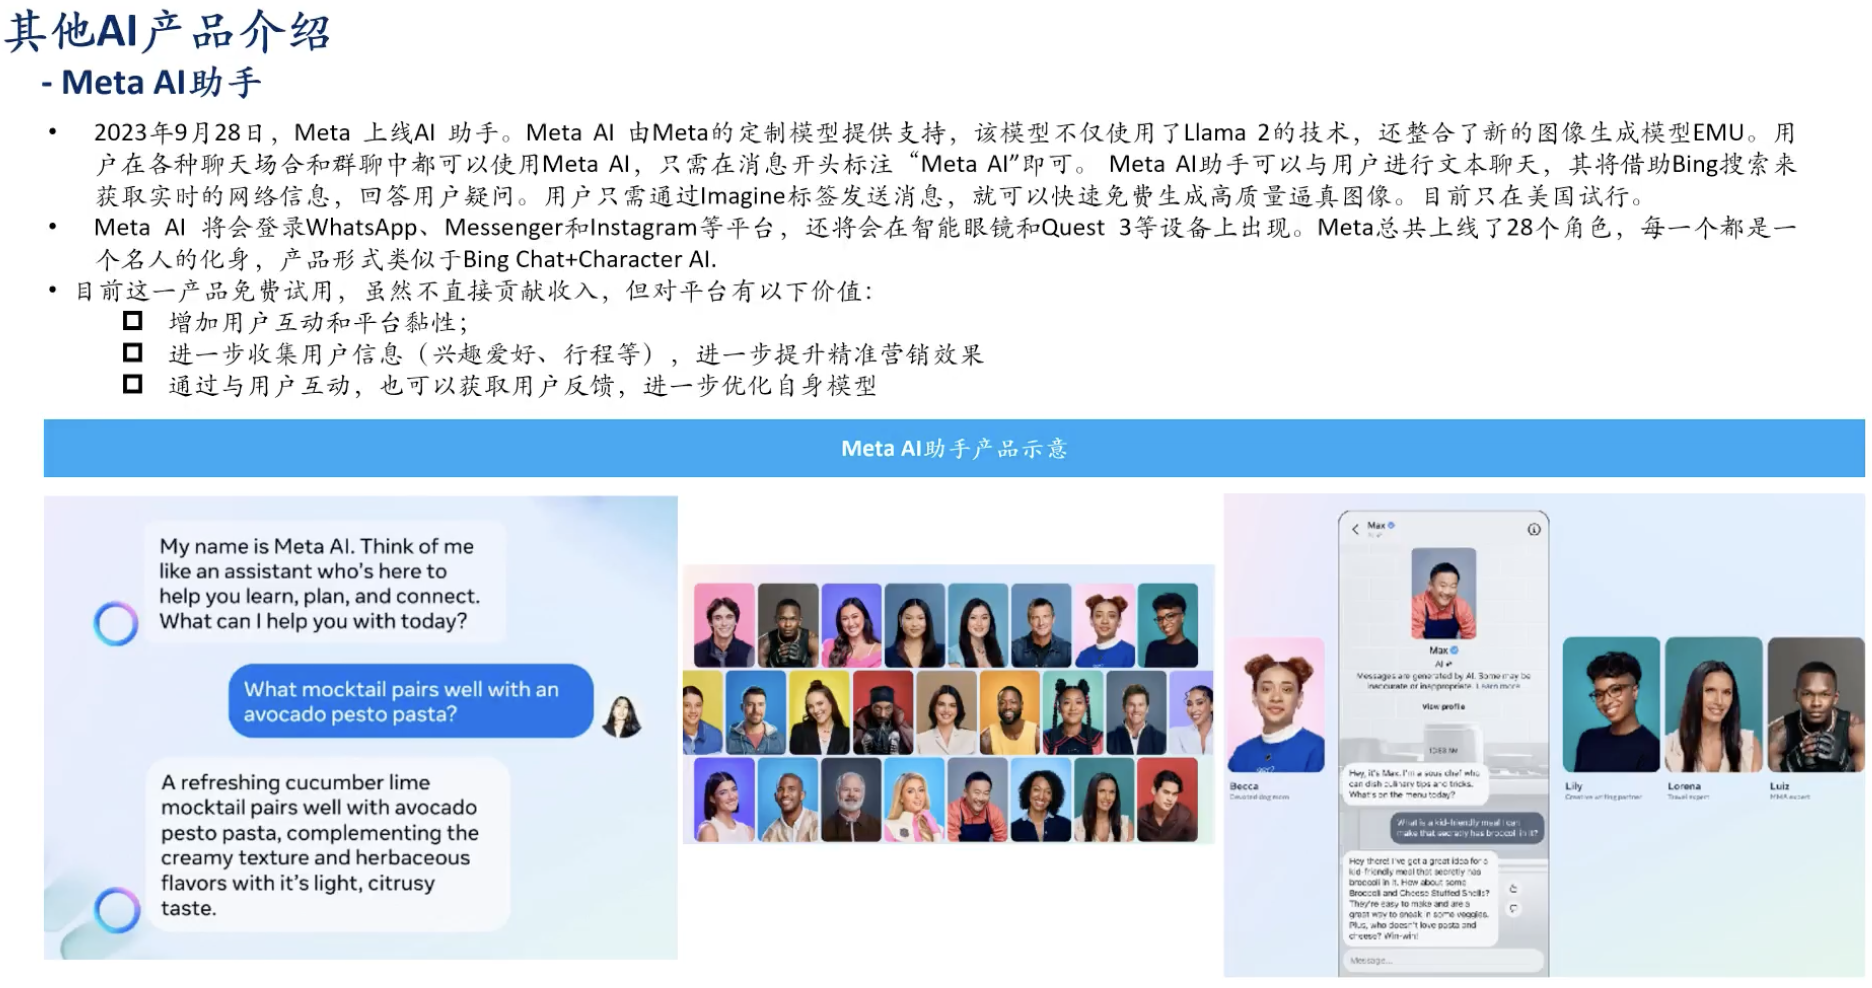 其他AI产品介绍
- Meta AI助手
• 2023年9月28日，Meta 上线AI 助手。Meta AI 由Meta的定制模型提供支持，该模型不仅使用了Llama 2的技术，还整合了新的图像生成模型EMU。用
户在各种聊天场合和群聊中都可以使用Meta AI，只需在消息开头标注“Meta AI”即可。 Meta AI助手可以与用户进行文本聊天，其将借助Bing搜索来
获取实时的网络信息，回答用户疑问。用户只需通过Imagine标签发送消息，就可以快速免费生成高质量逼真图像。目前只在美国试行。
• Meta AI 将会登录WhatsApp、Messenger和Instagram等平台，还将会在智能眼镜和Quest 3等设备上出现。Meta总共上线了28个角色，每一个都是一
个名人的化身，产品形式类似于Bing Chat+Character AI.
• 目前这一产品免费试用，虽然不直接贡献收入，但对平台有以下价值：
增加用户互动和平台黏性；
进一步收集用户信息（兴趣爱好、行程等），进一步提升精准营销效果
通过与用户互动，也可以获取用户反馈，进一步优化自身模型
Meta AI助手产品示意
My name is Meta AI. Think of me
like an assistant who's here to
help you learn, plan, and connect.
What can I help you with today?
What mocktail pairs well with an
avocado pesto pasta?
A refreshing cucumber lime
mocktail pairs well with avocado
pesto pasta, complementing the
creamy texture and herbaceous
flavors with it's light, citrusy
taste.
Max
Max
AI
Messages are generated by AI. Some may be
inaccurate or inappropriate. Learn more
View profile
Hey, it's Max. I'm a sous chef who
can dish culinary tips and tricks.
What's on the menu today?
What is a kid-friendly meal I can
make that secretly has broccoli in it?
Hey there! I've got a great idea for a
kid-friendly meal that secretly has
broccoli in it. How about some
Broccoli and Cheese Stuffed Shells?
They're easy to make and are a
great way to sneak in some veggies.
Plus, who doesn't love pasta and
cheese? Win-win!
Message...
Becca
Devoted dog mom
Lily
Creative writing partner
Lorena
Travel expert
Luiz
MMA expert